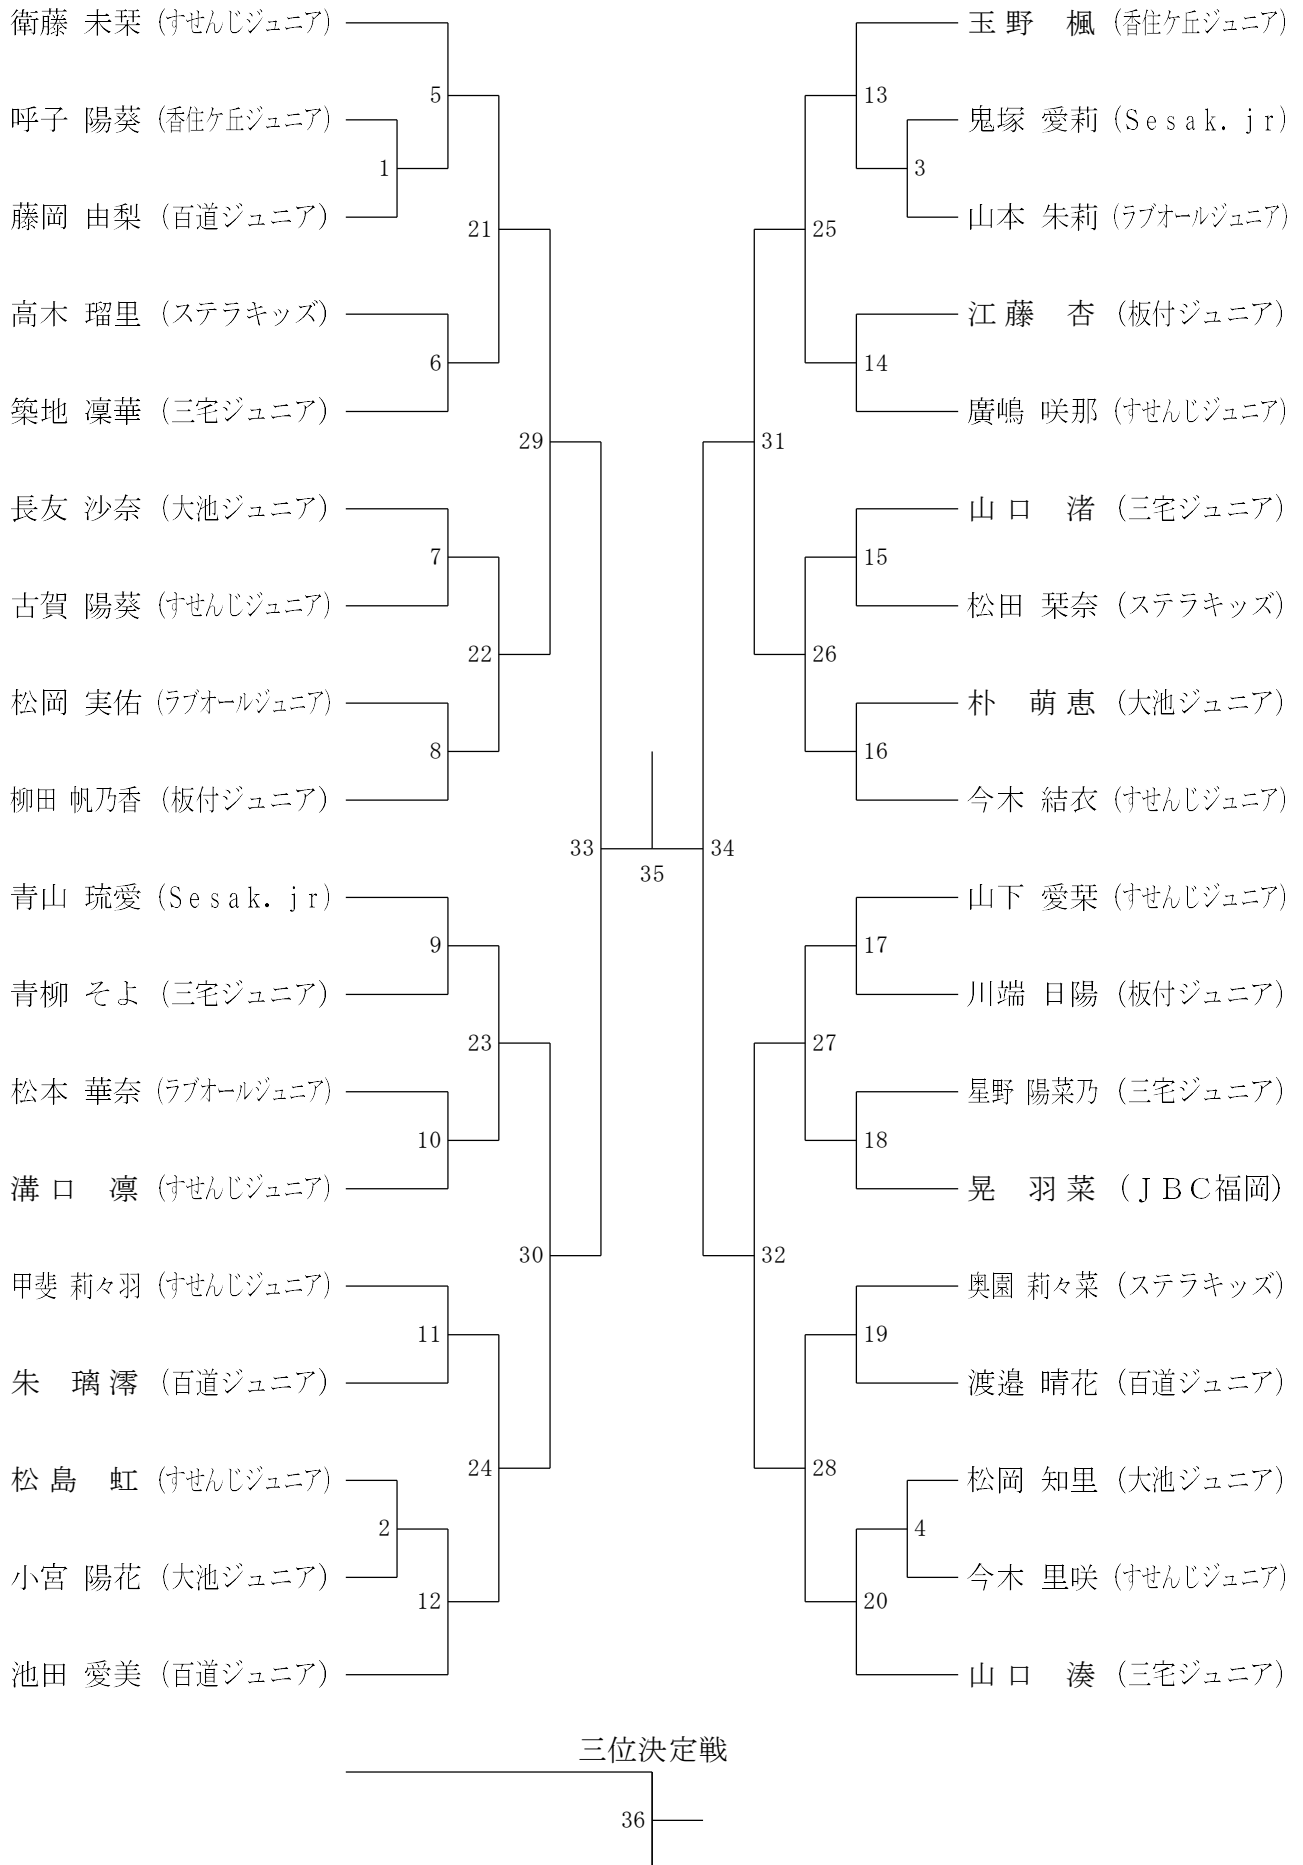 衛藤 未栞 (すせんじジュニア)
5
呼子 陽葵 (香住ケ丘ジュニア)
1
藤岡 由梨 (百道ジュニア)
21
高木 瑠里 (ステラキッズ)
6
築地 凜華 (三宅ジュニア)
29
長友 沙奈 (大池ジュニア)
7
古賀 陽葵 (すせんじジュニア)
22
松岡 実佑 (ラブオールジュニア)
8
柳田 帆乃香 (板付ジュニア)
33
青山 琉愛 (Sesak.jr)
9
青柳 そよ (三宅ジュニア)
23
松本 華奈 (ラブオールジュニア)
10
溝口 凛 (すせんじジュニア)
30
甲斐 莉々羽 (すせんじジュニア)
11
朱 璃澪 (百道ジュニア)
24
松島 虹 (すせんじジュニア)
2
小宮 陽花 (大池ジュニア)
12
池田 愛美 (百道ジュニア)
35
玉野 楓 (香住ケ丘ジュニア)
13
鬼塚 愛莉 (Sesak.jr)
3
山本 朱莉 (ラブオールジュニア)
25
江藤 杏 (板付ジュニア)
14
廣嶋 咲那 (すせんじジュニア)
31
山口 渚 (三宅ジュニア)
15
松田 栞奈 (ステラキッズ)
26
朴 萌恵 (大池ジュニア)
16
今木 結衣 (すせんじジュニア)
34
山下 愛栞 (すせんじジュニア)
17
川端 日陽 (板付ジュニア)
27
星野 陽菜乃 (三宅ジュニア)
18
晃 羽菜 (ＪＢＣ福岡)
32
奥園 莉々菜 (ステラキッズ)
19
渡邉 晴花 (百道ジュニア)
28
松岡 知里 (大池ジュニア)
4
今木 里咲 (すせんじジュニア)
20
山口 湊 (三宅ジュニア)
三位決定戦
36